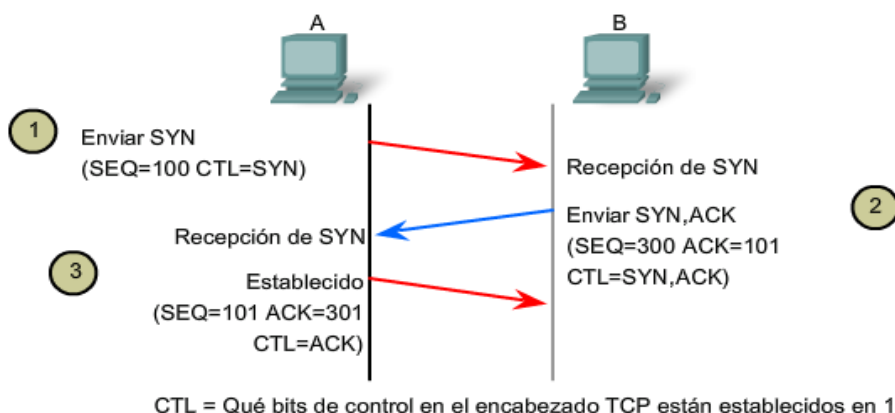 A
B
1
Enviar SYN
(SEQ=100 CTL=SYN)
Recepción de SYN
Enviar SYN,ACK
(SEQ=300 ACK=101
CTL=SYN,ACK)
2
Recepción de SYN
3
Establecido
(SEQ=101 ACK=301
CTL=ACK)
CTL = Qué bits de control en el encabezado TCP están establecidos en 1